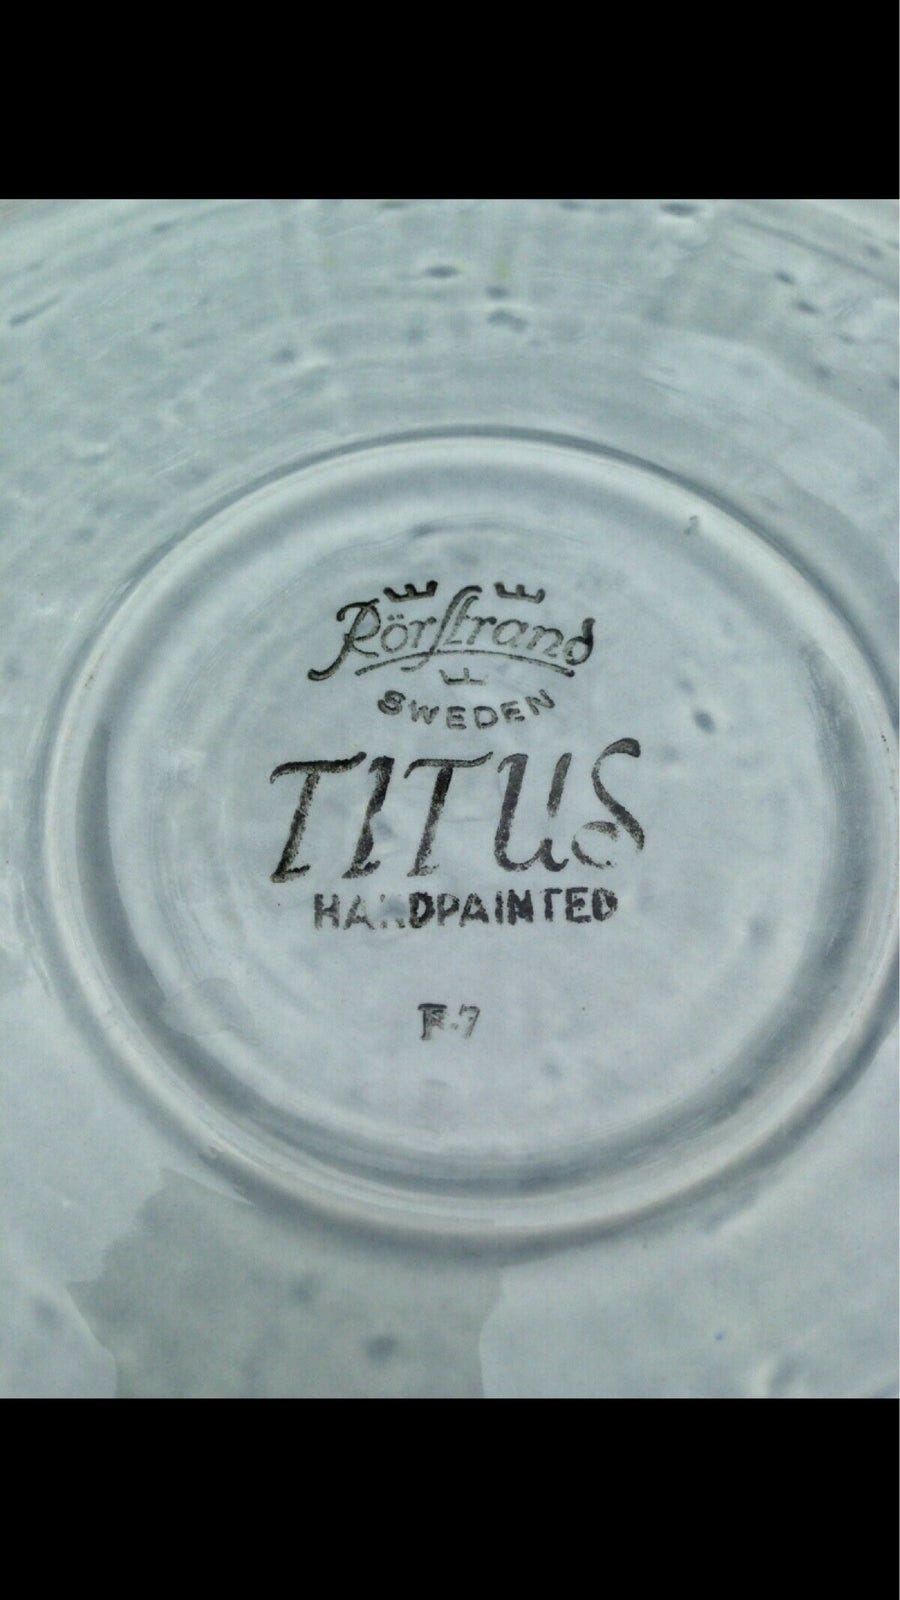 Rörstrand
SWEDEN
TITUS
HANDPAINTED
F-7